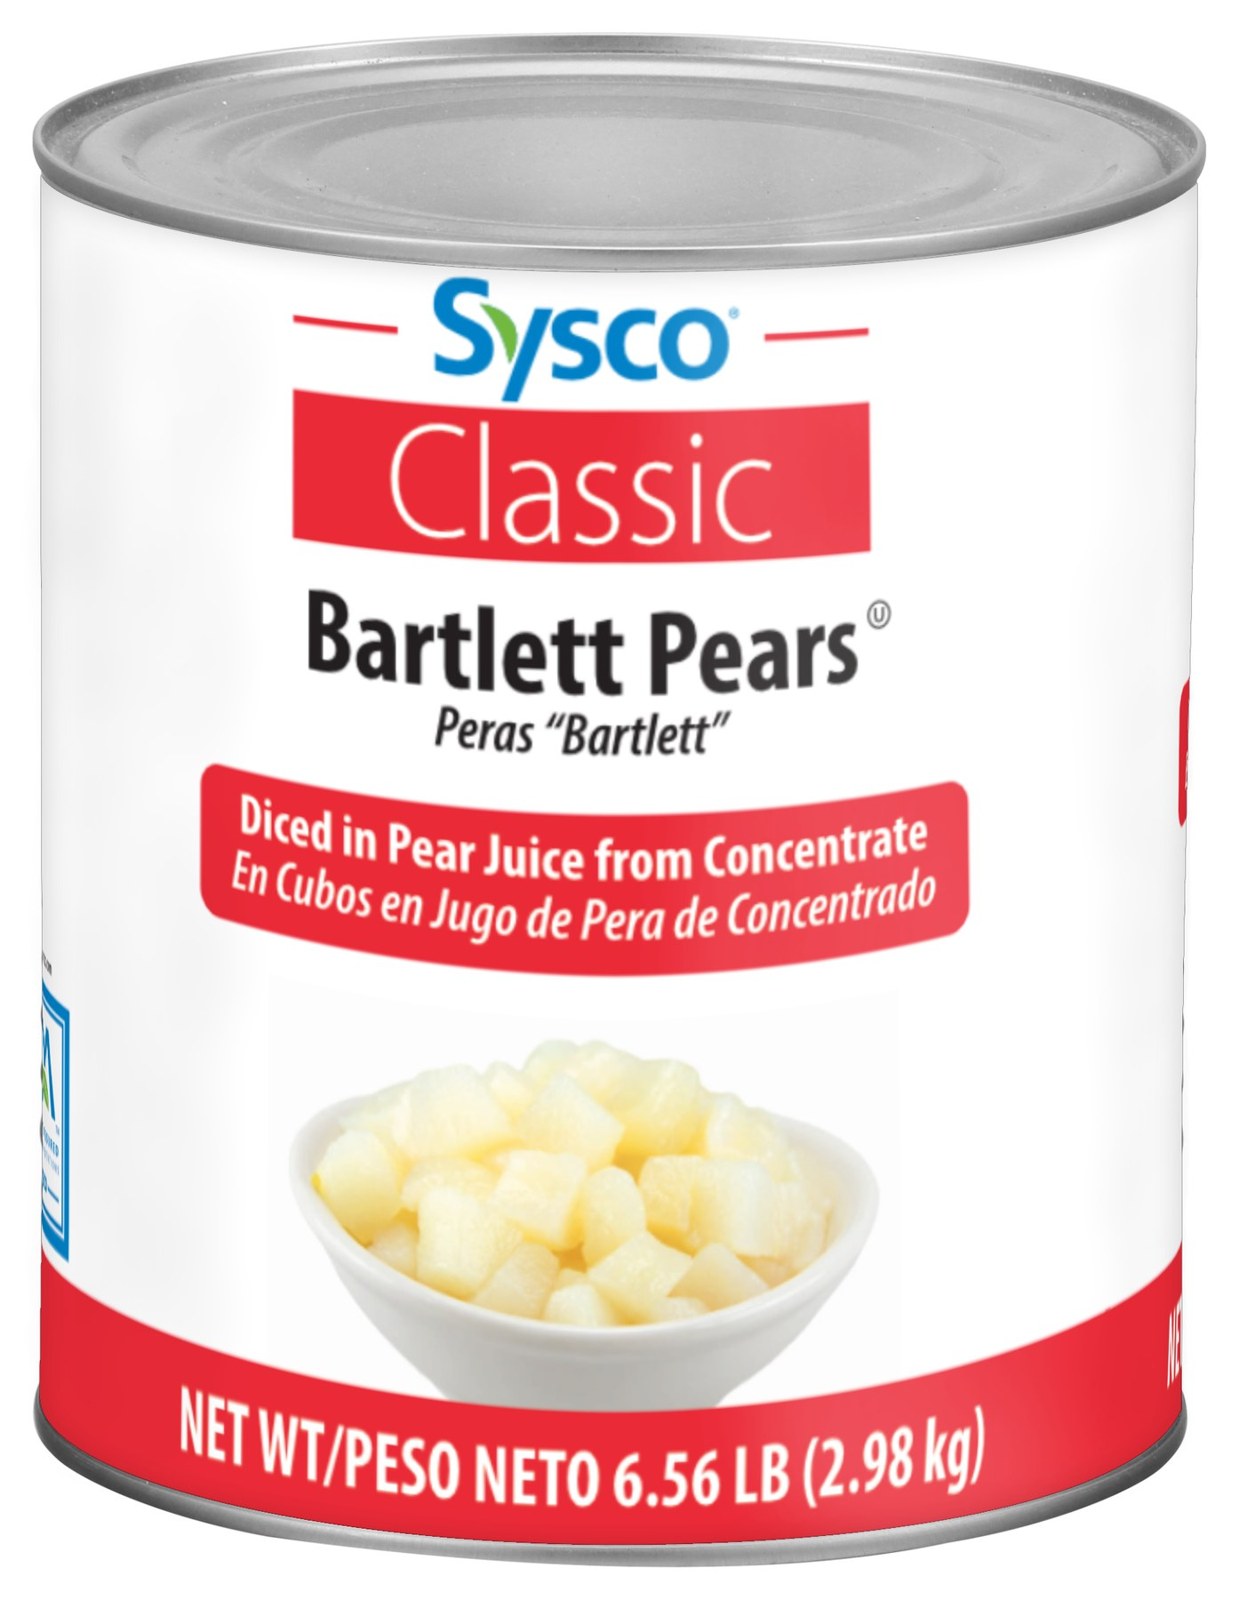 Sysco®
Classic
Bartlett Pears Ⓤ
Peras “Bartlett”
Diced in Pear Juice from Concentrate
En Cubos en Jugo de Pera de Concentrado
NET WT/PESO NETO 6.56 LB (2.98 kg)